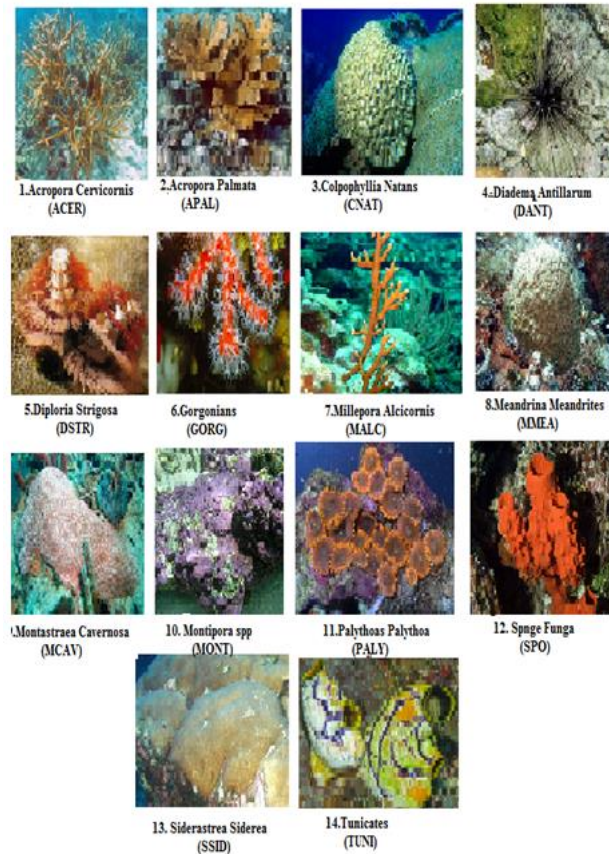 1.Acropora Cervicornis
(ACER)
2.Acropora Palmata
(APAL)
3.Colpophyllia Natans
(CNAT)
4.Diadema Antillarum
(DANT)
5.Diploria Strigosa
(DSTR)
6.Gorgonians
(GORG)
7.Millepora Alcicornis
(MALC)
8.Meandrina Meandrites
(MMEA)
9.Montastraea Cavernosa
(MCAV)
10. Montipora spp
(MONT)
11.Palythoas Palythoa
(PALY)
12. Spnge Funga
(SPO)
13. Siderastrea Siderea
(SSID)
14.Tunicates
(TUNI)